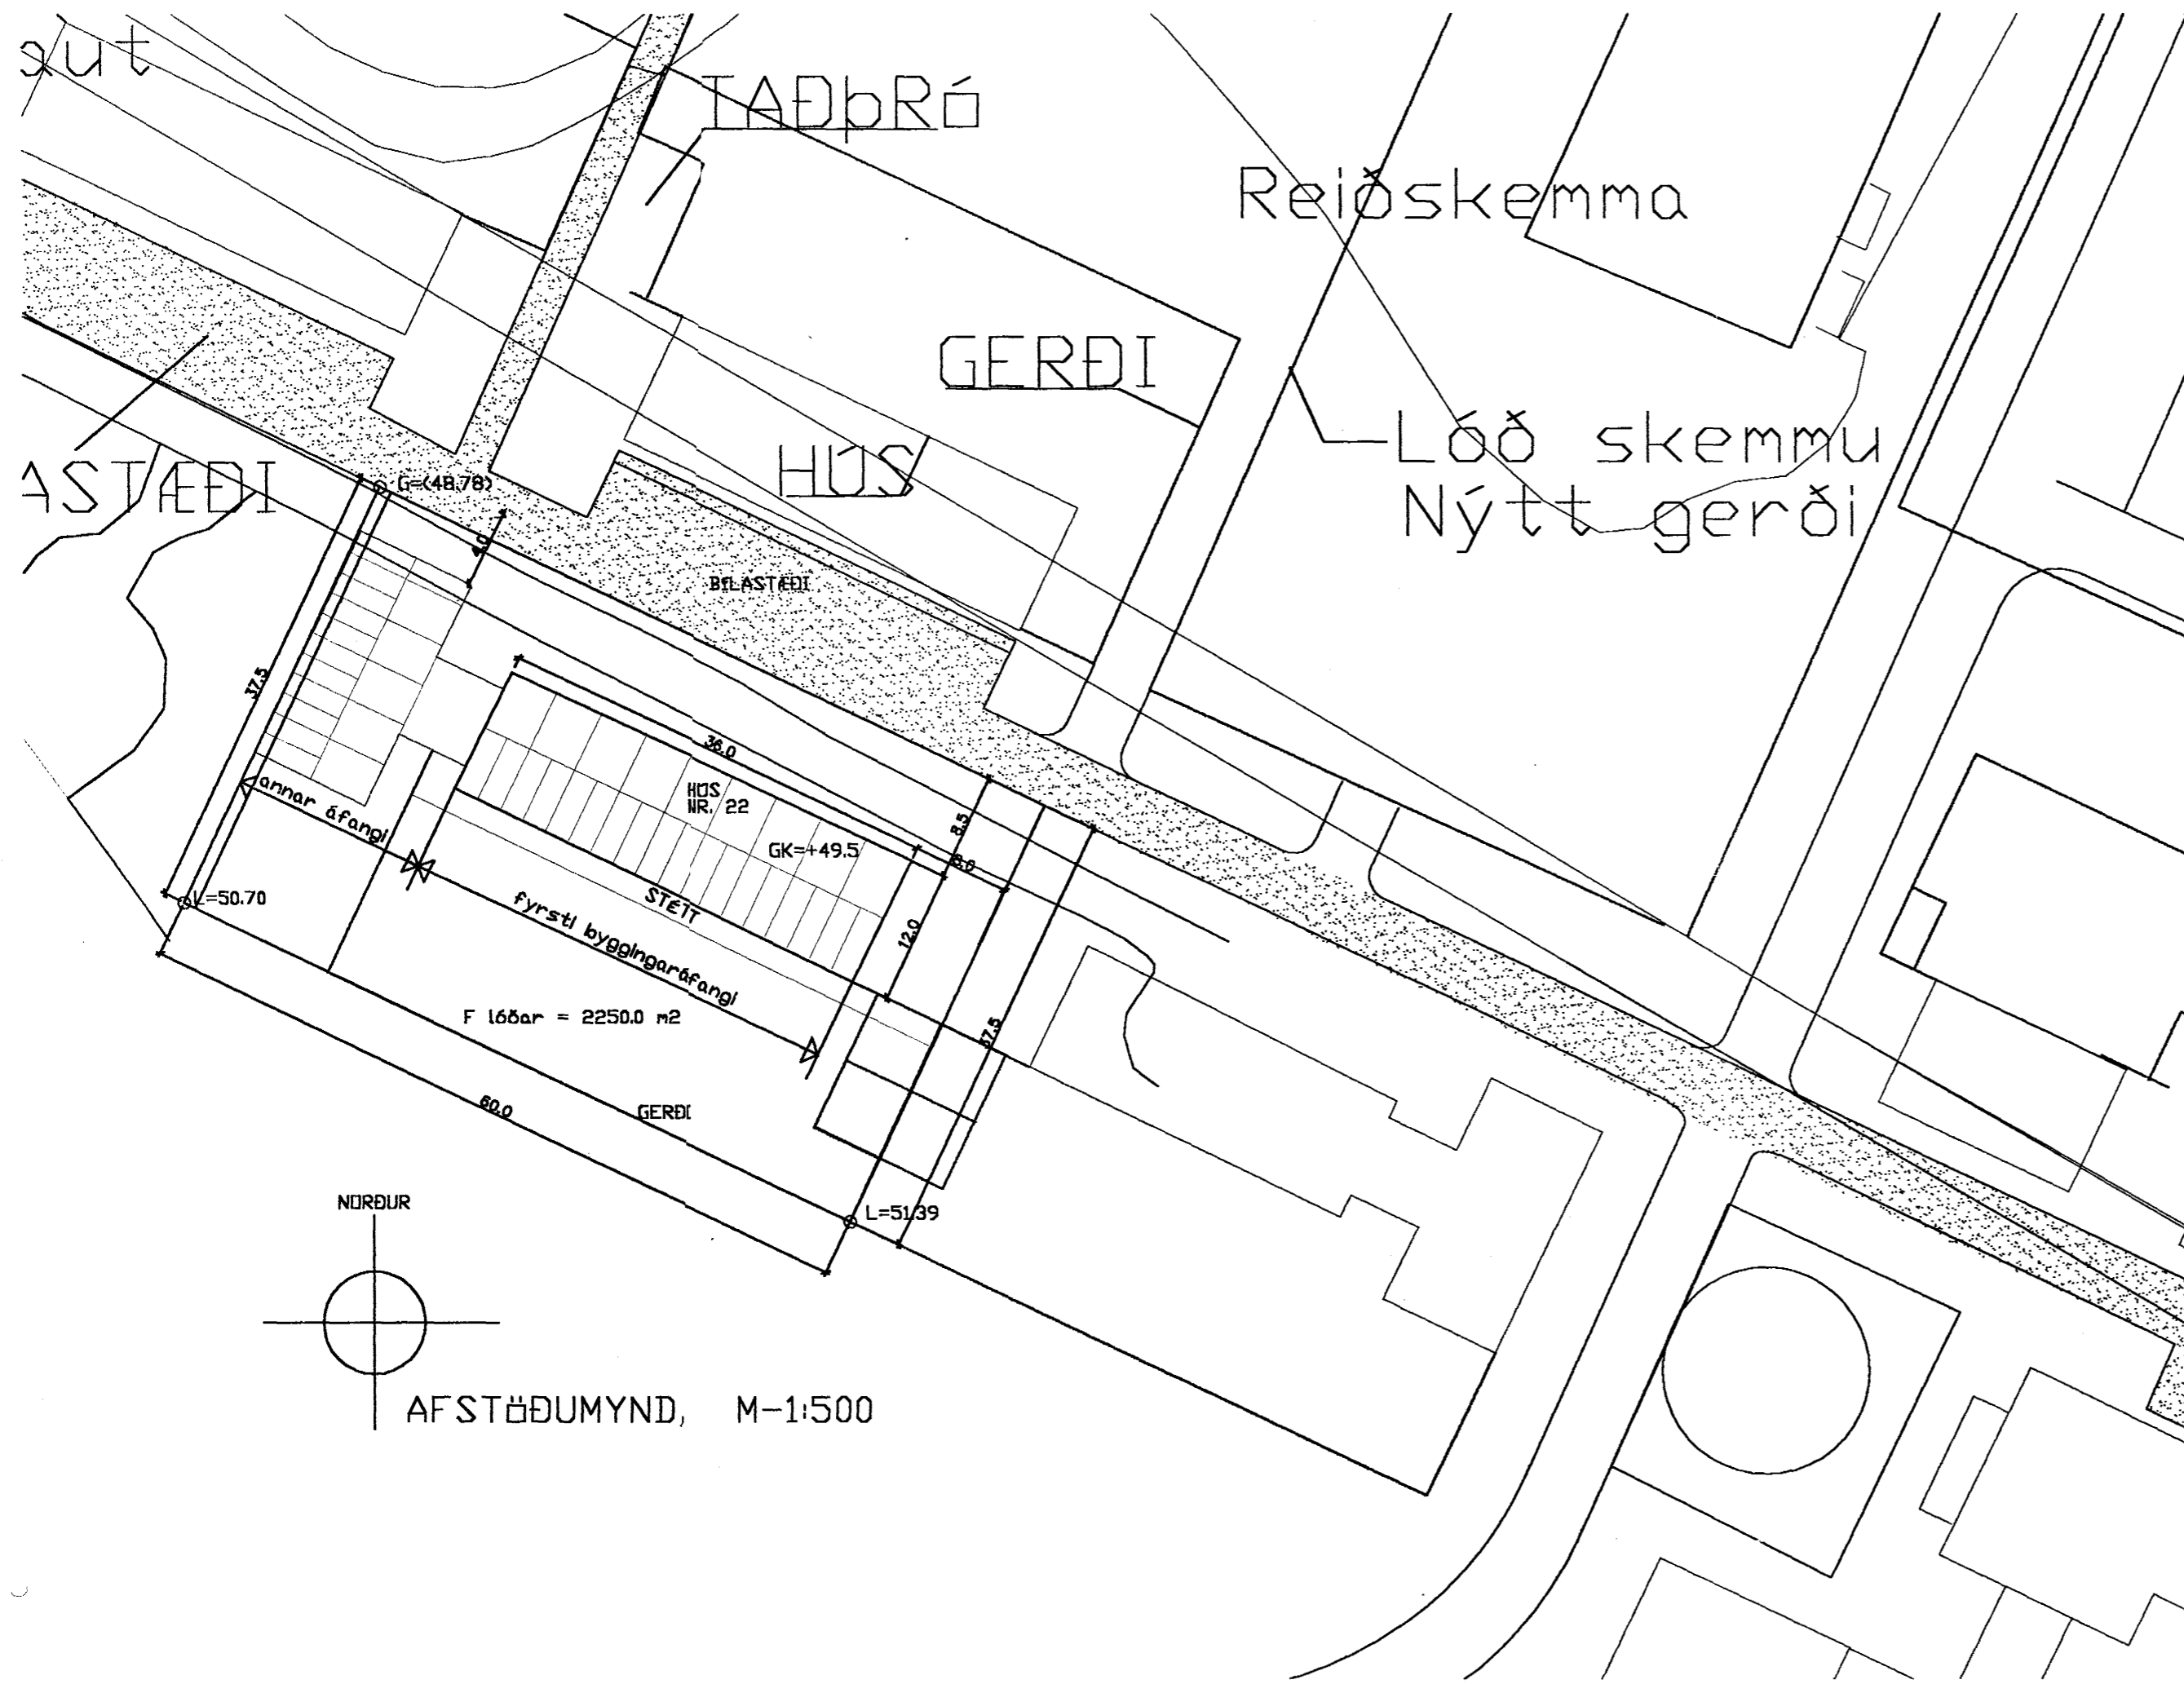 aut
TAÐÞRÓ
Reiðskemma
GERÐI
HÚS
Lóð skemmu
Nýtt gerði
ASTÆÐI
G=(48.78)
4.0
BÍLASTÆÐI
37.5
36.0
HÚS
NR. 22
GK=+49.5
8.5
6.0
annar áfangi
L=50.70
STÉTT
12.0
fyrsti byggingaráfangi
F lóðar = 2250.0 m2
37.5
60.0
GERÐI
L=51.39
NORÐUR
AFSTÖÐUMYND, M-1:500